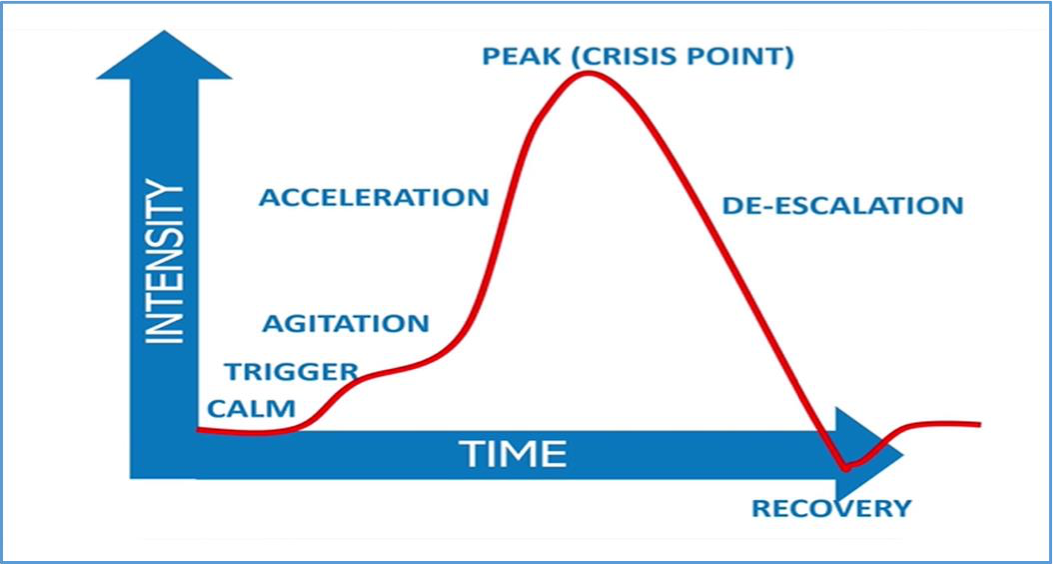 PEAK (CRISIS POINT)
ACCELERATION
DE-ESCALATION
INTENSITY
AGITATION
TRIGGER
CALM
TIME
RECOVERY